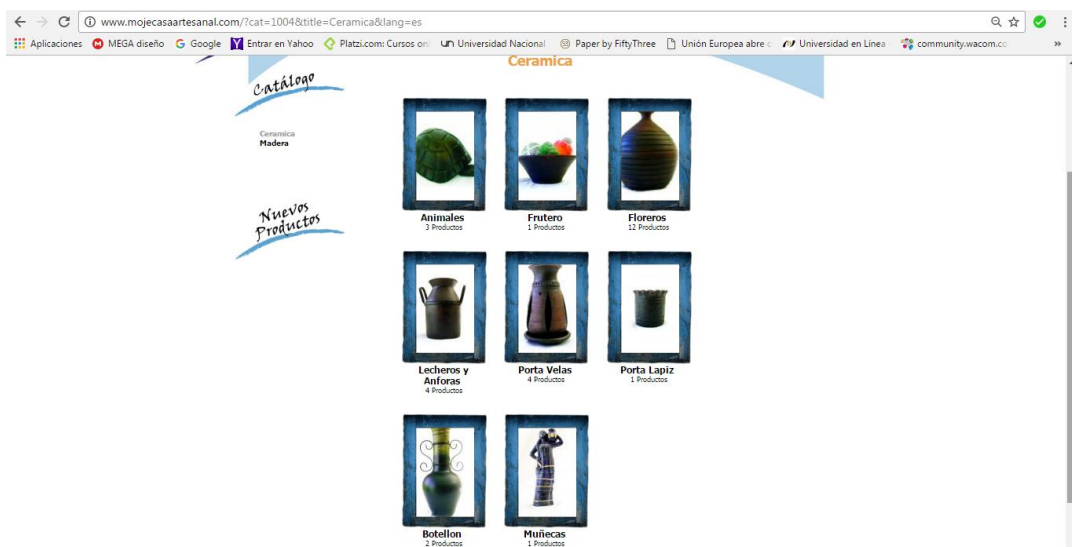 www.mojecasaartesanal.com/?cat=1004&title=Ceramica&lang=es
Aplicaciones MEGA diseño Google Entrar en Yahoo Platzi.com: Cursos onl Universidad Nacional Paper by FiftyThree Unión Europea abre c Universidad en Línea community.wacom.co »
Ceramica
Catálogo
Ceramica
Madera
Nuevos
Productos
Animales Frutero Floreros
3 Productos 1 Productos 12 Productos
Lecheros y Porta Velas Porta Lapiz
Anforas 4 Productos 1 Productos
4 Productos
Botellon Muñecas
2 Productos 1 Productos